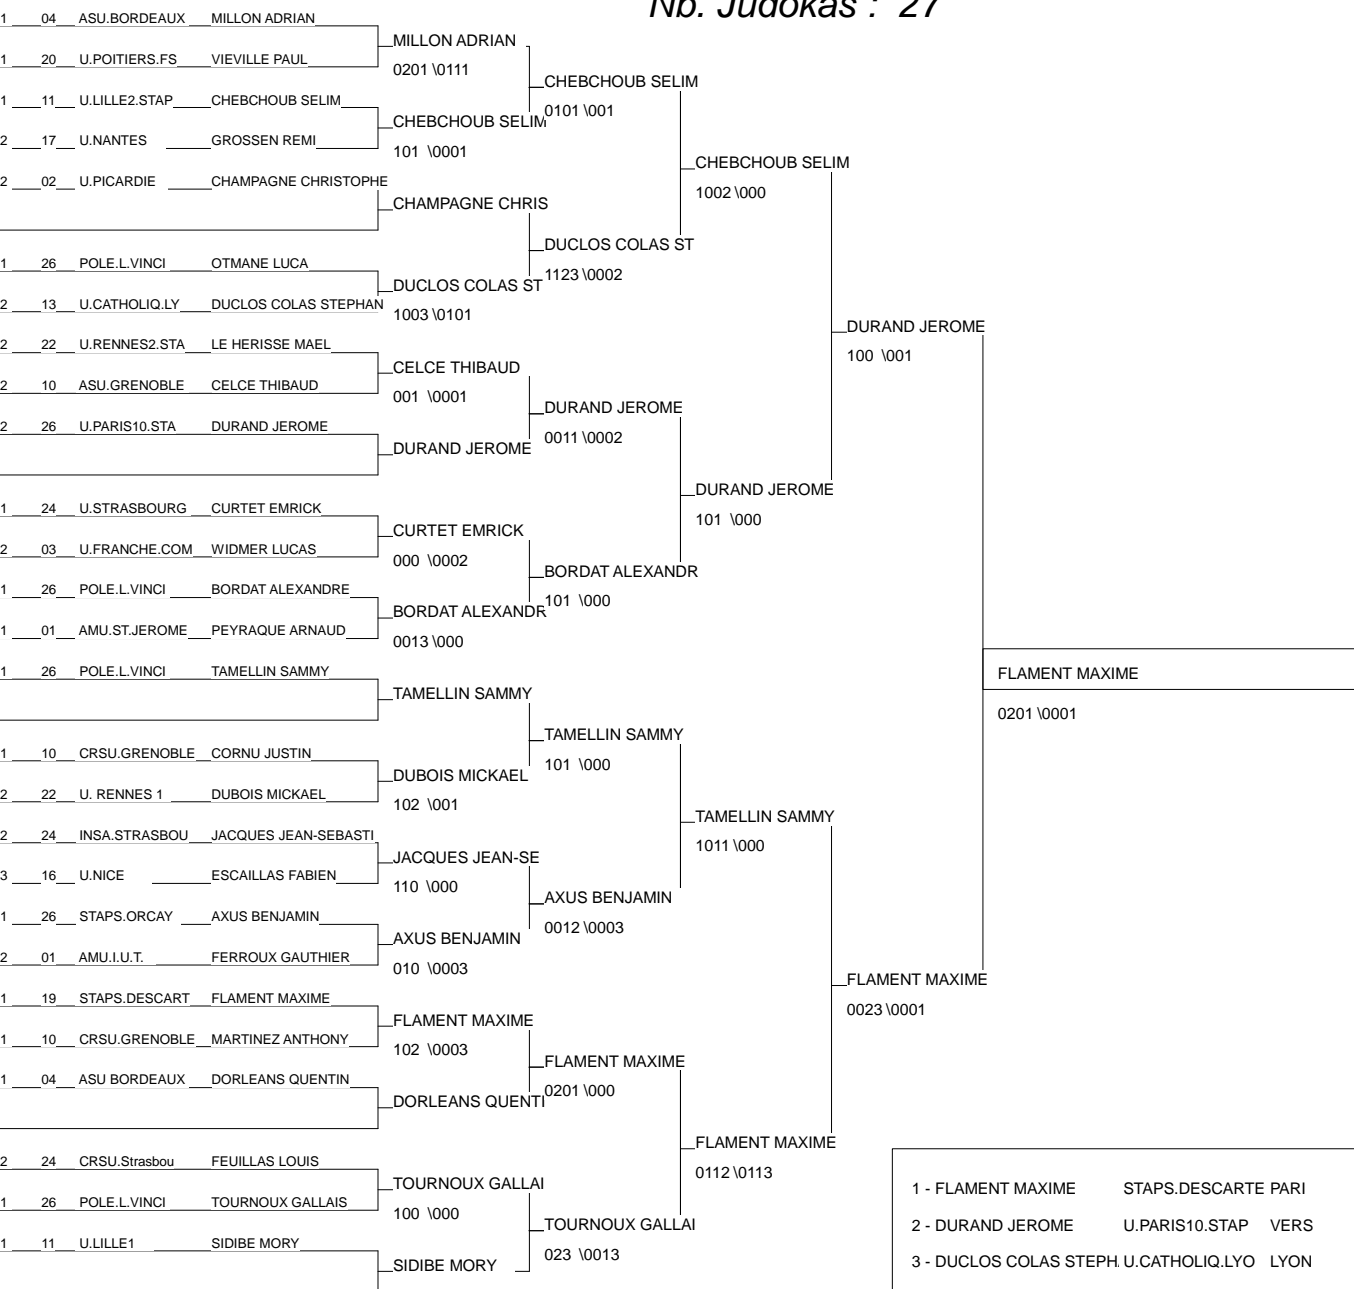 Nb. Judokas : 27
1 04 ASU.BORDEAUX MILLON ADRIAN
MILLON ADRIAN
1 20 U.POITIERS.FS VIEVILLE PAUL
0201 \0111
CHEBCHOUB SELIM
1 11 U.LILLE2.STAP CHEBCHOUB SELIM
0101 \001
CHEBCHOUB SELIM
2 17 U.NANTES GROSSEN REMI
101 \0001
CHEBCHOUB SELIM
2 02 U.PICARDIE CHAMPAGNE CHRISTOPHE
1002 \000
CHAMPAGNE CHRIS
DUCLOS COLAS ST
1 26 POLE.L.VINCI OTMANE LUCA
1123 \0002
DUCLOS COLAS ST
2 13 U.CATHOLIQ.LY DUCLOS COLAS STEPHAN
1003 \0101
DURAND JEROME
2 22 U.RENNES2.STA LE HERISSE MAEL
100 \001
CELCE THIBAUD
2 10 ASU.GRENOBLE CELCE THIBAUD
001 \0001
DURAND JEROME
2 26 U.PARIS10.STA DURAND JEROME
0011 \0002
DURAND JEROME
DURAND JEROME
1 24 U.STRASBOURG CURTET EMRICK
101 \000
CURTET EMRICK
2 03 U.FRANCHE.COM WIDMER LUCAS
000 \0002
BORDAT ALEXANDR
1 26 POLE.L.VINCI BORDAT ALEXANDRE
101 \000
BORDAT ALEXANDR
1 01 AMU.ST.JEROME PEYRAQUE ARNAUD
0013 \000
1 26 POLE.L.VINCI TAMELLIN SAMMY
FLAMENT MAXIME
TAMELLIN SAMMY
0201 \0001
TAMELLIN SAMMY
1 10 CRSU.GRENOBLE CORNU JUSTIN
101 \000
DUBOIS MICKAEL
2 22 U. RENNES 1 DUBOIS MICKAEL
102 \001
TAMELLIN SAMMY
2 24 INSA.STRASBOU JACQUES JEAN-SEBASTI
1011 \000
JACQUES JEAN-SE
3 16 U.NICE ESCAILLAS FABIEN
110 \000
AXUS BENJAMIN
1 26 STAPS.ORCAY AXUS BENJAMIN
0012 \0003
AXUS BENJAMIN
2 01 AMU.I.U.T. FERROUX GAUTHIER
010 \0003
FLAMENT MAXIME
1 19 STAPS.DESCART FLAMENT MAXIME
0023 \0001
FLAMENT MAXIME
1 10 CRSU.GRENOBLE MARTINEZ ANTHONY
102 \0003
FLAMENT MAXIME
1 04 ASU BORDEAUX DORLEANS QUENTIN
0201 \000
DORLEANS QUENTI
FLAMENT MAXIME
2 24 CRSU.Strasbou FEUILLAS LOUIS
0112 \0113
TOURNOUX GALLAI
1 - FLAMENT MAXIME STAPS.DESCARTE PARI
1 26 POLE.L.VINCI TOURNOUX GALLAIS
100 \000
TOURNOUX GALLAI
2 - DURAND JEROME U.PARIS10.STAP VERS
1 11 U.LILLE1 SIDIBE MORY
023 \0013
3 - DUCLOS COLAS STEPH. U.CATHOLIQ.LYO LYON
SIDIBE MORY